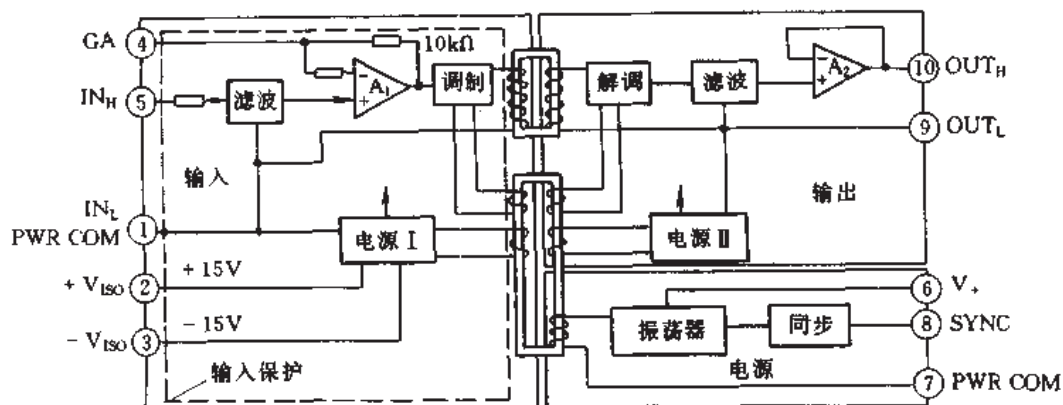 GA ④
10kΩ
IN_H ⑤
滤波
A₁
调制
解调
滤波
A₂
⑩ OUT_H
⑨ OUT_L
输入
输出
IN_L
① PWR COM
电源 Ⅰ
电源 Ⅱ
+ V_ISO ②
+ 15V
- V_ISO ③
- 15V
输入保护
⑥ V₊
振荡器
同步
⑧ SYNC
电源
⑦ PWR COM